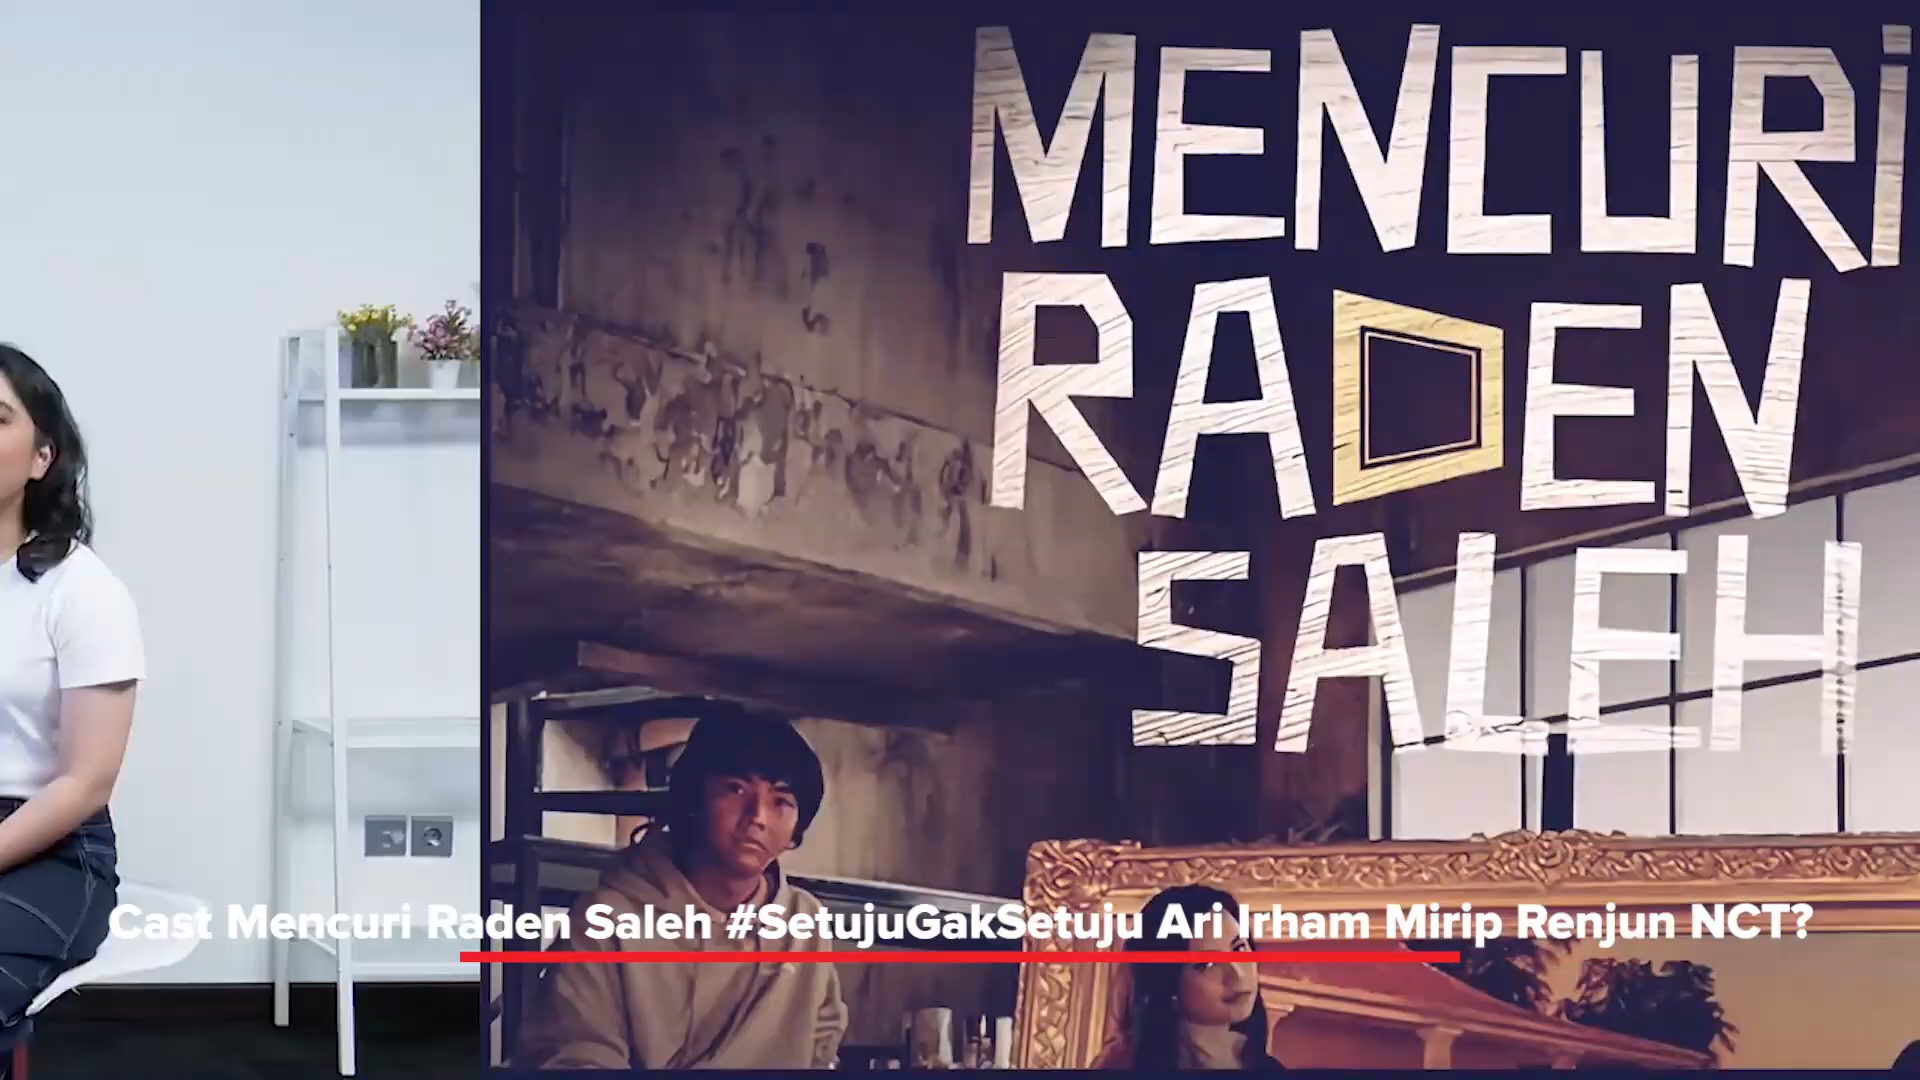 MENCURi
RADEN
SALEH
Cast Mencuri Raden Saleh #SetujuGakSetuju Ari Irham Mirip Renjun NCT?